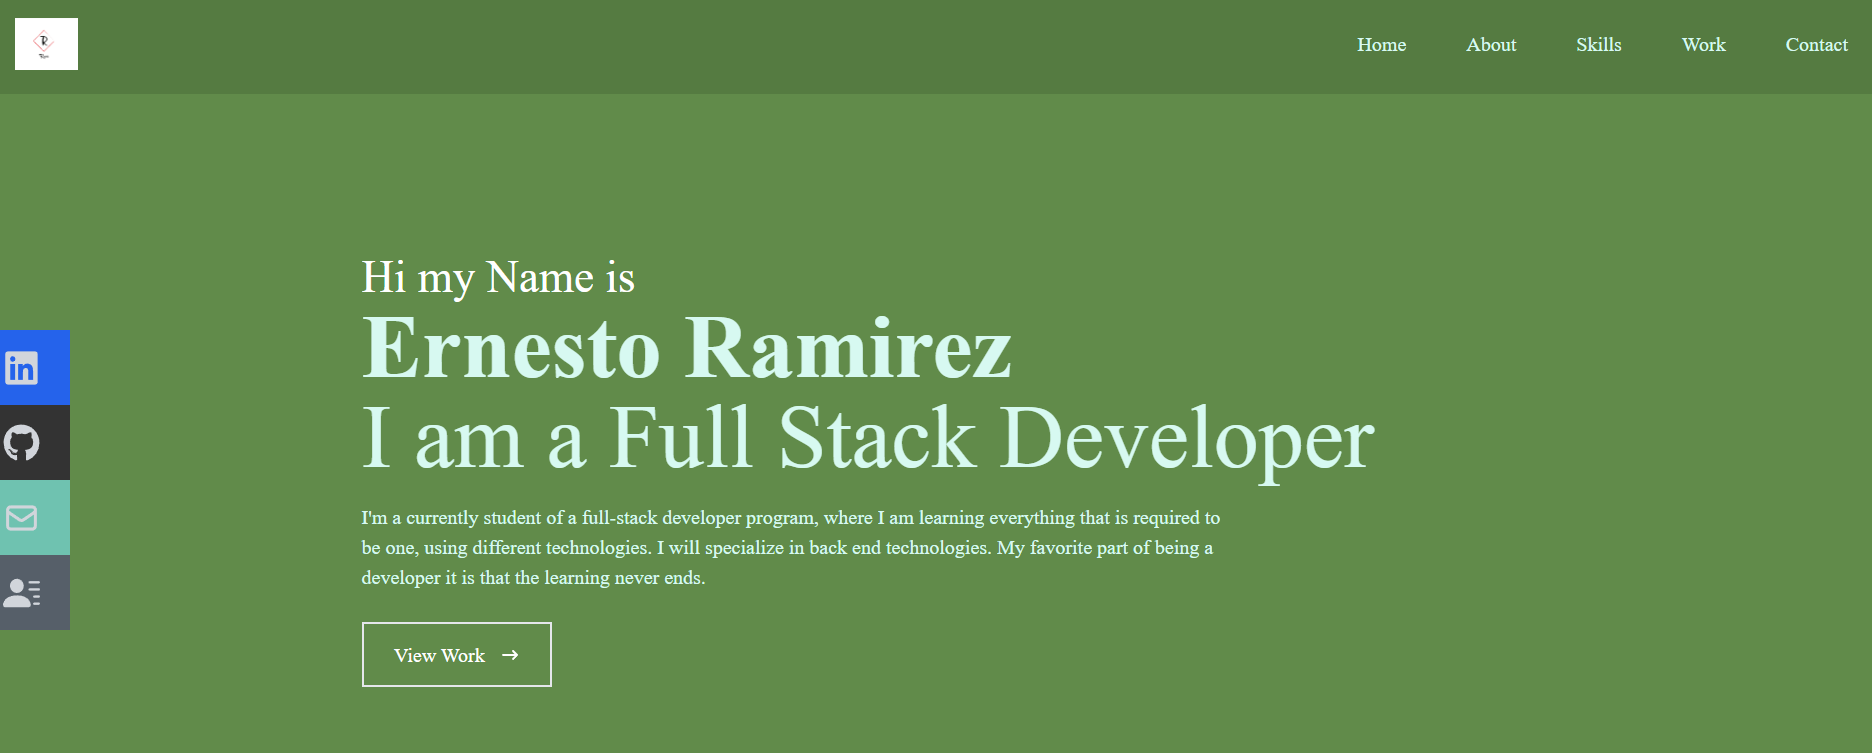 Home About Skills Work Contact
Hi my Name is
Ernesto Ramirez
I am a Full Stack Developer
I'm a currently student of a full-stack developer program, where I am learning everything that is required to
be one, using different technologies. I will specialize in back end technologies. My favorite part of being a
developer it is that the learning never ends.
View Work